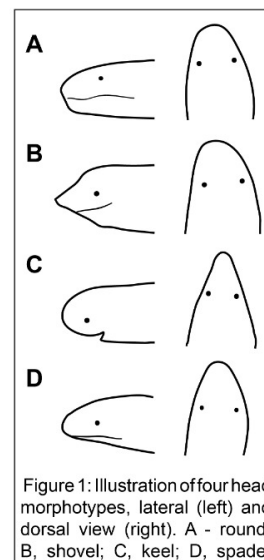 A
B
C
D
Figure 1: Illustration of four head
morphotypes, lateral (left) and
dorsal view (right). A - round
B, shovel; C, keel; D, spade